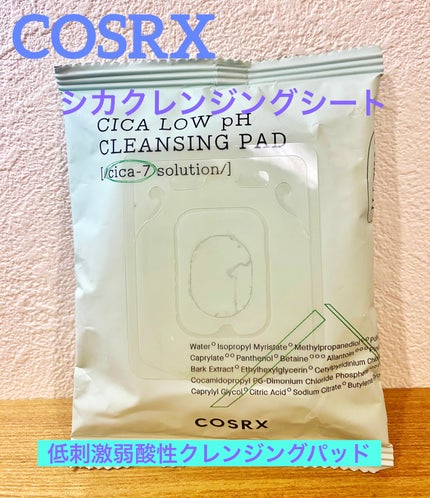 COSRX
シカクレンジングシート
CICA LOW pH
CLEANSING PAD
[/cica-7 solution/]
Water Isopropyl Myristate Methylpropanediol
Caprylate Panthenol Betaine Allantoin
Bark Extract Ethylhexylglycerin Cetylpyridinium
Cocamidopropyl PG-Dimonium Chloride Phosphate
Caprylyl Glycol Citric Acid Sodium Citrate Butylene
COSRX
低刺激弱酸性クレンジングパッド